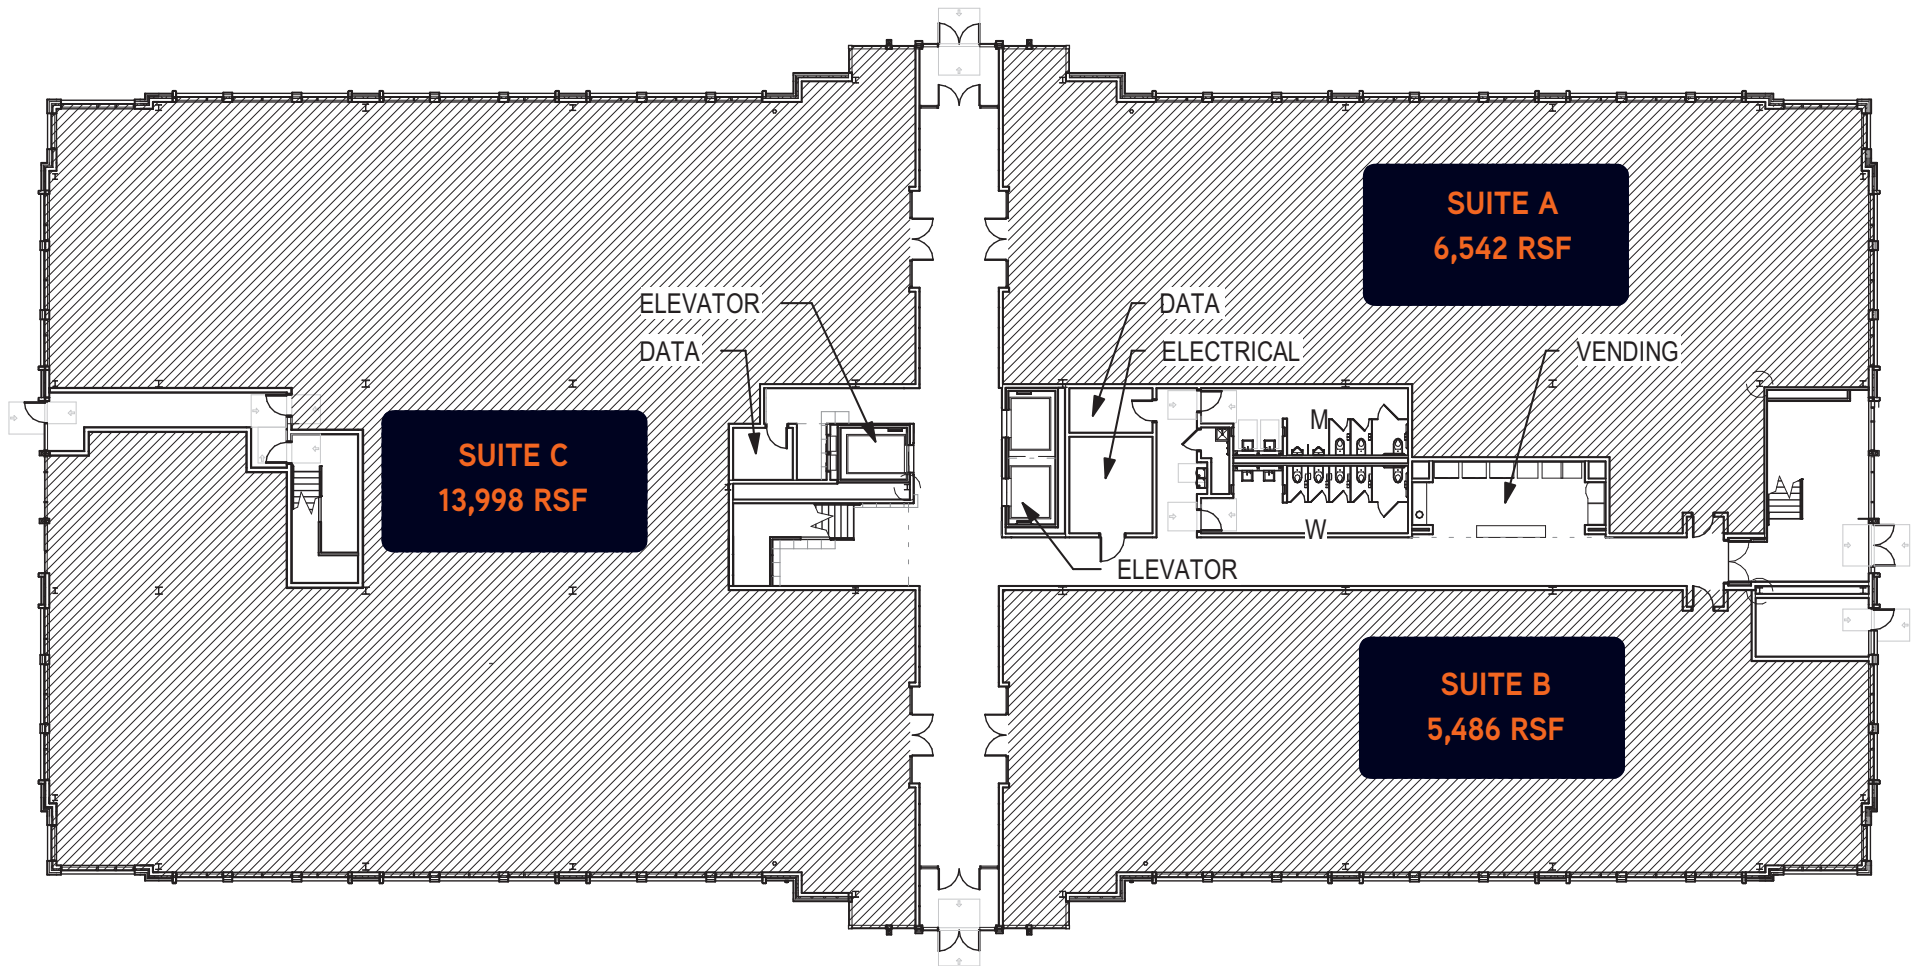 SUITE A
6,542 RSF
ELEVATOR
DATA
DATA
ELECTRICAL
VENDING
M
SUITE C
13,998 RSF
W
ELEVATOR
SUITE B
5,486 RSF